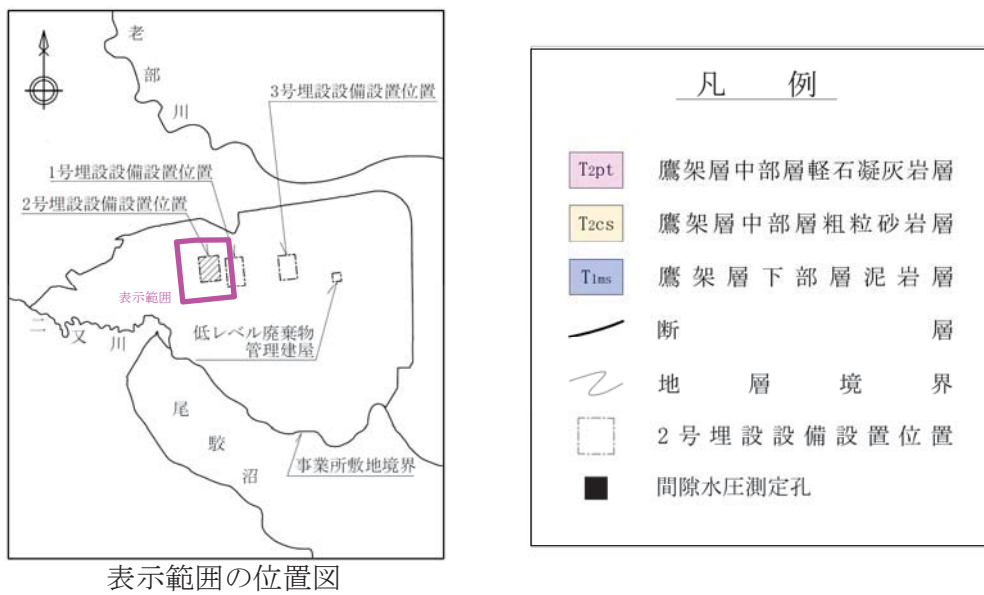 老部川
3号埋設設備設置位置
1号埋設設備設置位置
2号埋設設備設置位置
表示範囲
低レベル廃棄物
管理建屋
二又川
尾駮沼
事業所敷地境界
表示範囲の位置図
凡 例
T2pt 鷹架層中部層軽石凝灰岩層
T2cs 鷹架層中部層粗粒砂岩層
T1ms 鷹架層下部層泥岩層
断層
地層境界
2号埋設設備設置位置
間隙水圧測定孔